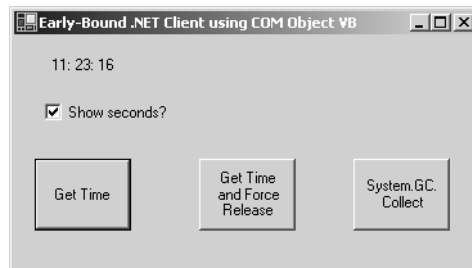 Early-Bound .NET Client using COM Object VB
11: 23: 16
Show seconds?
Get Time
Get Time
and Force
Release
System.GC.
Collect